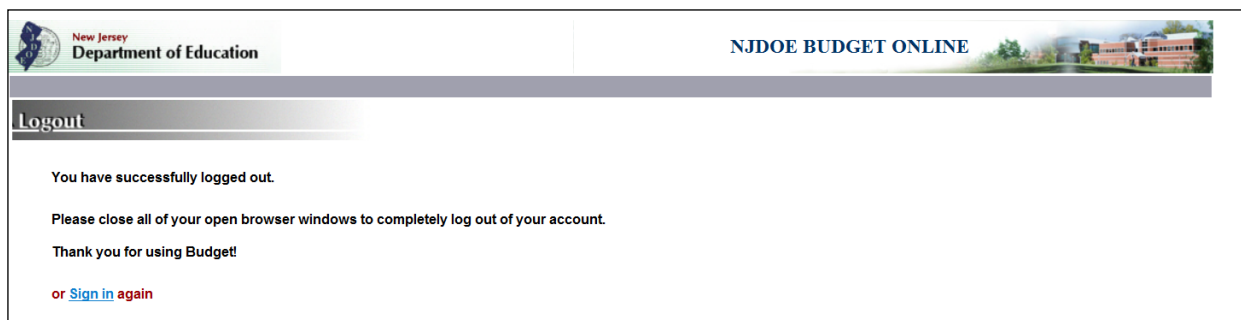 NJDOE
New Jersey
Department of Education
NJDOE BUDGET ONLINE
Logout
You have successfully logged out.
Please close all of your open browser windows to completely log out of your account.
Thank you for using Budget!
or Sign in again